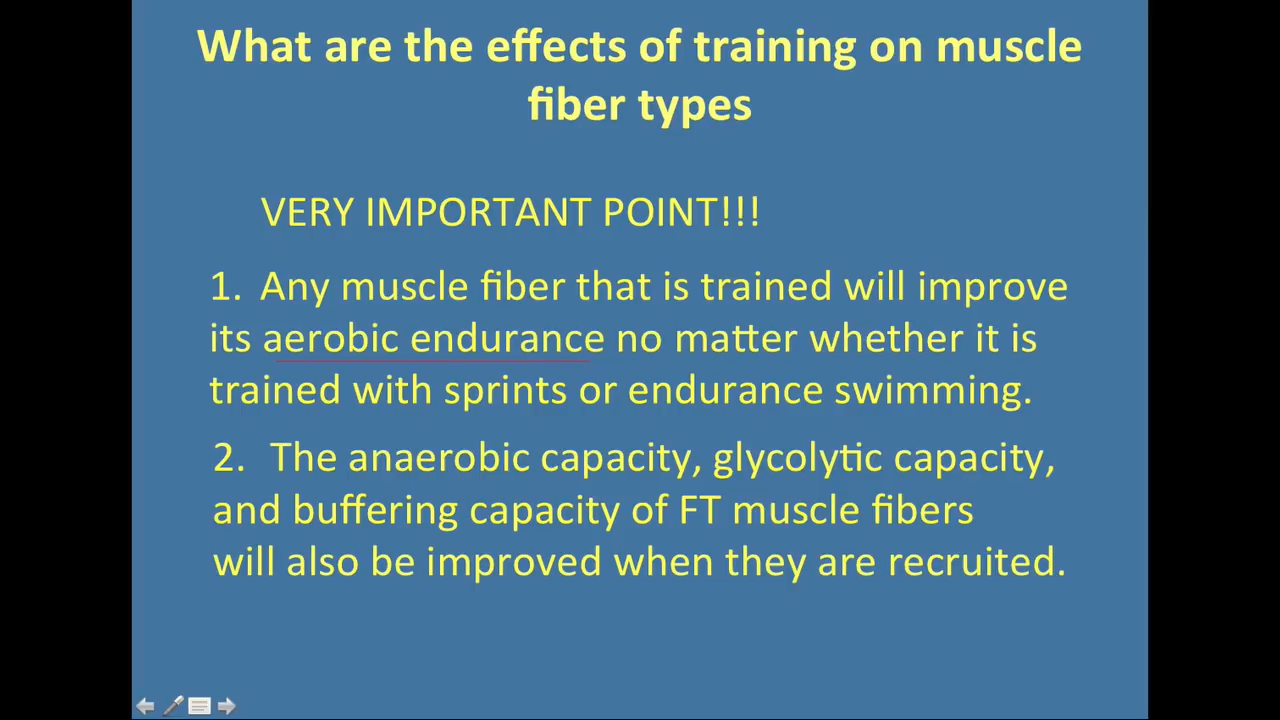 What are the effects of training on muscle
fiber types
VERY IMPORTANT POINT!!!
1. Any muscle fiber that is trained will improve
its aerobic endurance no matter whether it is
trained with sprints or endurance swimming.
2. The anaerobic capacity, glycolytic capacity,
and buffering capacity of FT muscle fibers
will also be improved when they are recruited.